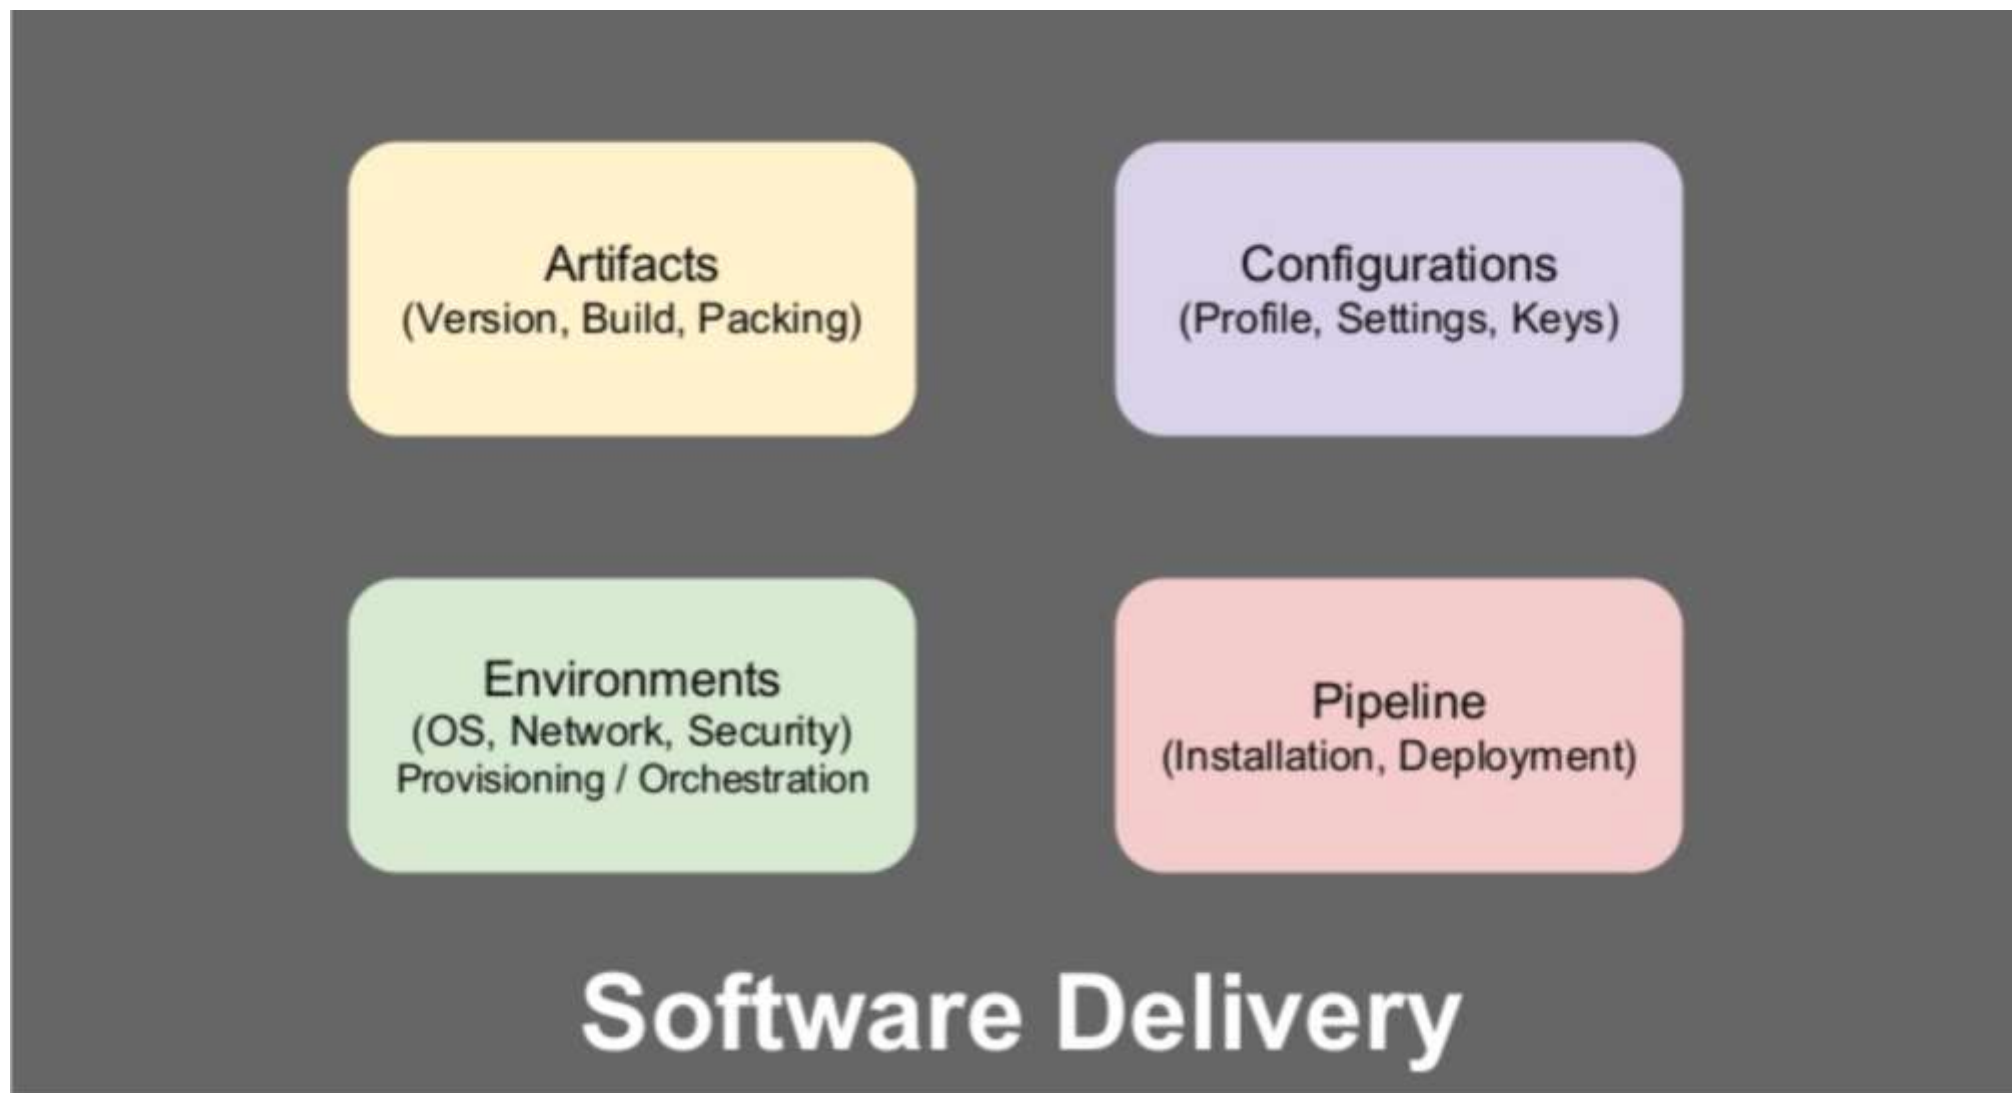 Artifacts
(Version, Build, Packing)
Configurations
(Profile, Settings, Keys)
Environments
(OS, Network, Security)
Provisioning / Orchestration
Pipeline
(Installation, Deployment)
Software Delivery